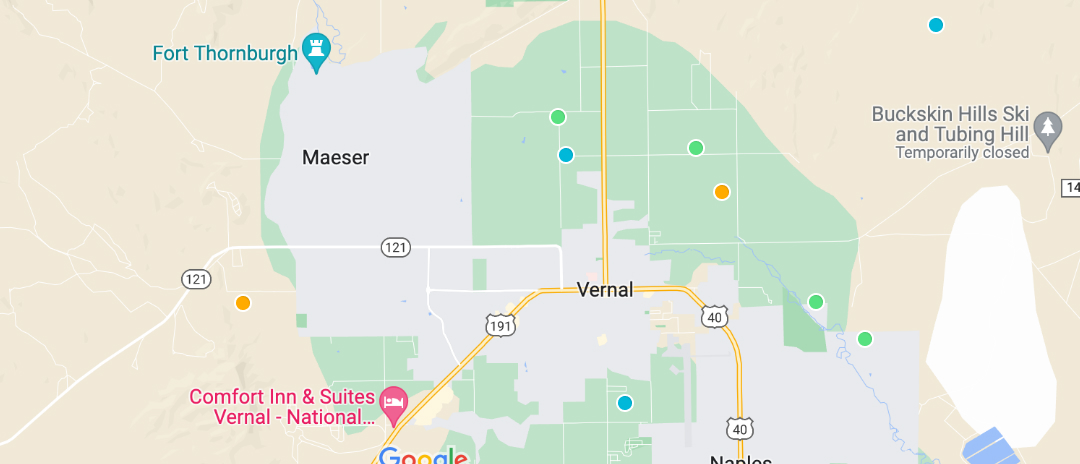 Fort Thornburgh
Buckskin Hills Ski
and Tubing Hill
Temporarily closed
Maeser
14
121
121
Vernal
191
40
Comfort Inn & Suites
Vernal - National...
40
Google
Naples